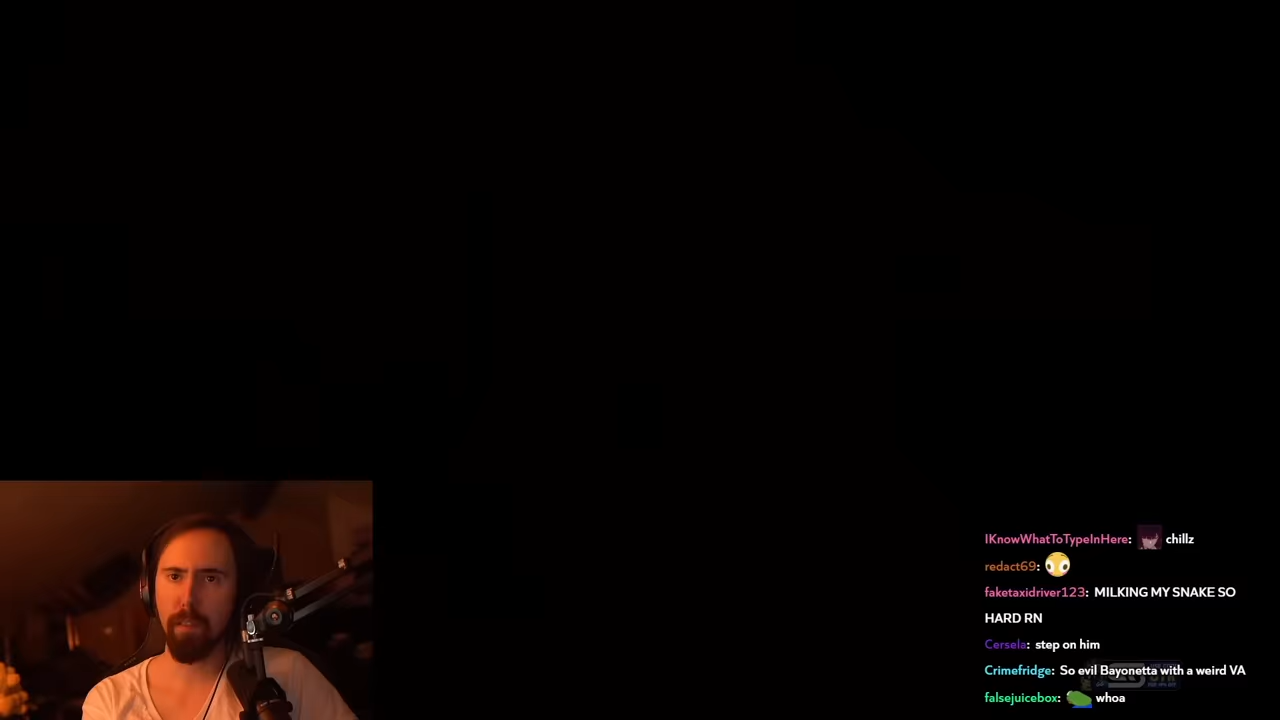 IKnowWhatToTypeInHere: chillz
redact69:
faketaxidriver123: MILKING MY SNAKE SO
HARD RN
Cersela: step on him
Crimefridge: So evil Bayonetta with a weird VA
falsejuicebox: whoa